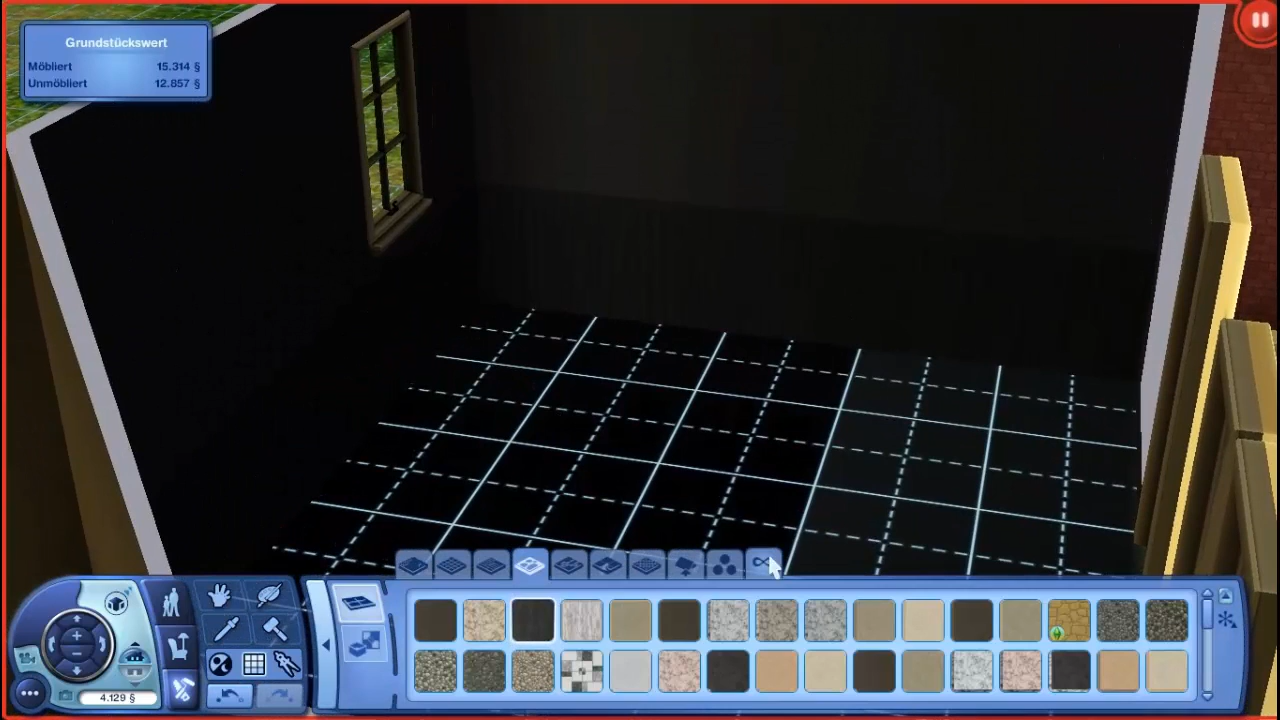 Grundstückswert
Möbliert 15.314 §
Unmöbliert 12.857 §
4.129 §